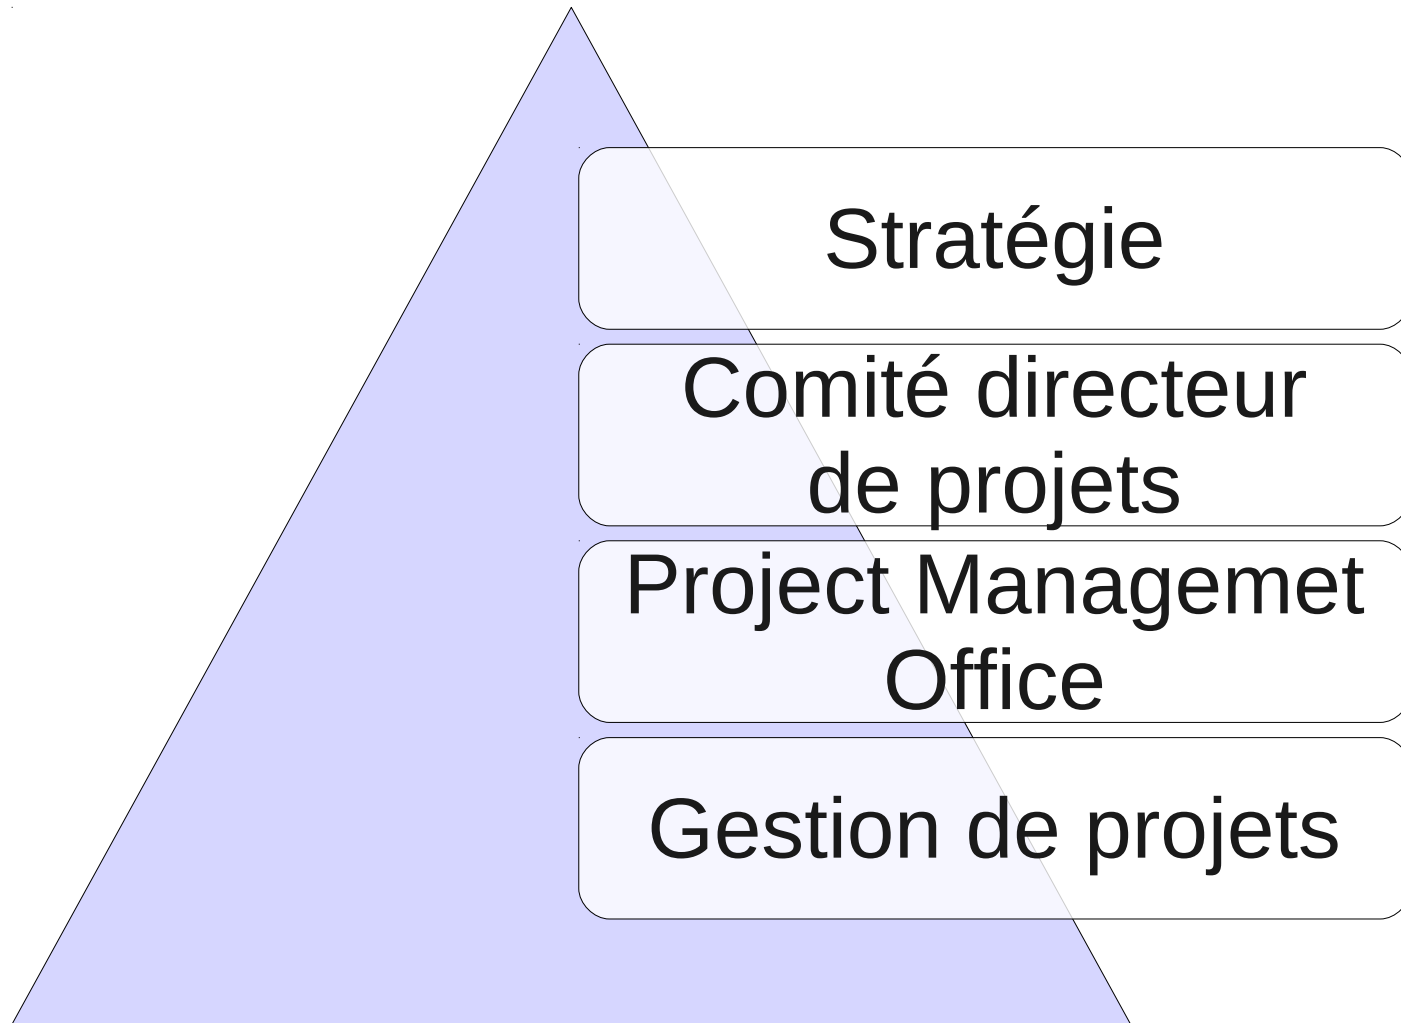 Stratégie
Comité directeur
de projets
Project Managemet
Office
Gestion de projets